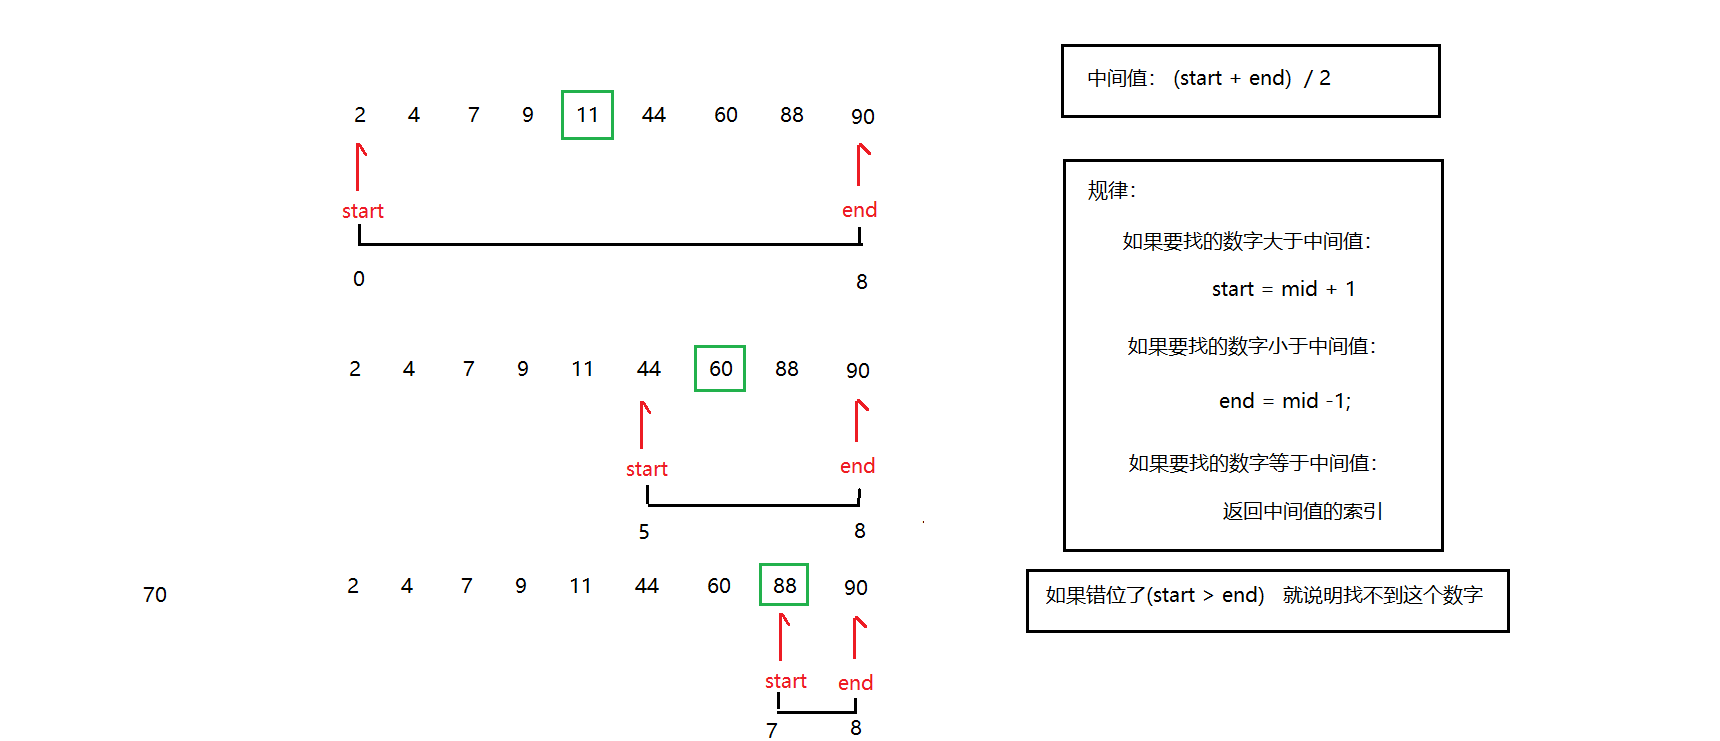 2 4 7 9 11 44 60 88 90
start end
0 8
2 4 7 9 11 44 60 88 90
start end
5 8
70 2 4 7 9 11 44 60 88 90
start end
7 8
中间值： (start + end) / 2
规律：
如果要找的数字大于中间值：
start = mid + 1
如果要找的数字小于中间值：
end = mid -1;
如果要找的数字等于中间值：
返回中间值的索引
如果错位了(start > end) 就说明找不到这个数字